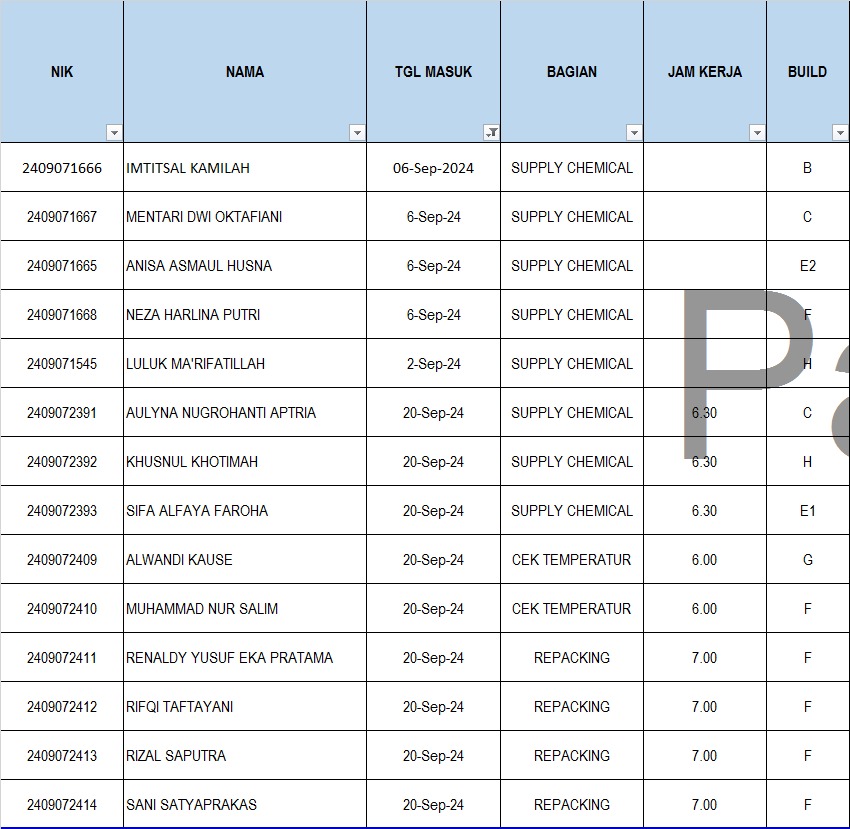 NIK NAMA TGL MASUK BAGIAN JAM KERJA BUILD
2409071666 IMTITSAL KAMILAH 06-Sep-2024 SUPPLY CHEMICAL B
2409071667 MENTARI DWI OKTAFIANI 6-Sep-24 SUPPLY CHEMICAL C
2409071665 ANISA ASMAUL HUSNA 6-Sep-24 SUPPLY CHEMICAL E2
2409071668 NEZA HARLINA PUTRI 6-Sep-24 SUPPLY CHEMICAL F
2409071545 LULUK MA'RIFATILLAH 2-Sep-24 SUPPLY CHEMICAL H
2409072391 AULYNA NUGROHANTI APTRIA 20-Sep-24 SUPPLY CHEMICAL 6.30 C
2409072392 KHUSNUL KHOTIMAH 20-Sep-24 SUPPLY CHEMICAL 6.30 H
2409072393 SIFA ALFAYA FAROHA 20-Sep-24 SUPPLY CHEMICAL 6.30 E1
2409072409 ALWANDI KAUSE 20-Sep-24 CEK TEMPERATUR 6.00 G
2409072410 MUHAMMAD NUR SALIM 20-Sep-24 CEK TEMPERATUR 6.00 F
2409072411 RENALDY YUSUF EKA PRATAMA 20-Sep-24 REPACKING 7.00 F
2409072412 RIFQI TAFTAYANI 20-Sep-24 REPACKING 7.00 F
2409072413 RIZAL SAPUTRA 20-Sep-24 REPACKING 7.00 F
2409072414 SANI SATYAPRAKAS 20-Sep-24 REPACKING 7.00 F